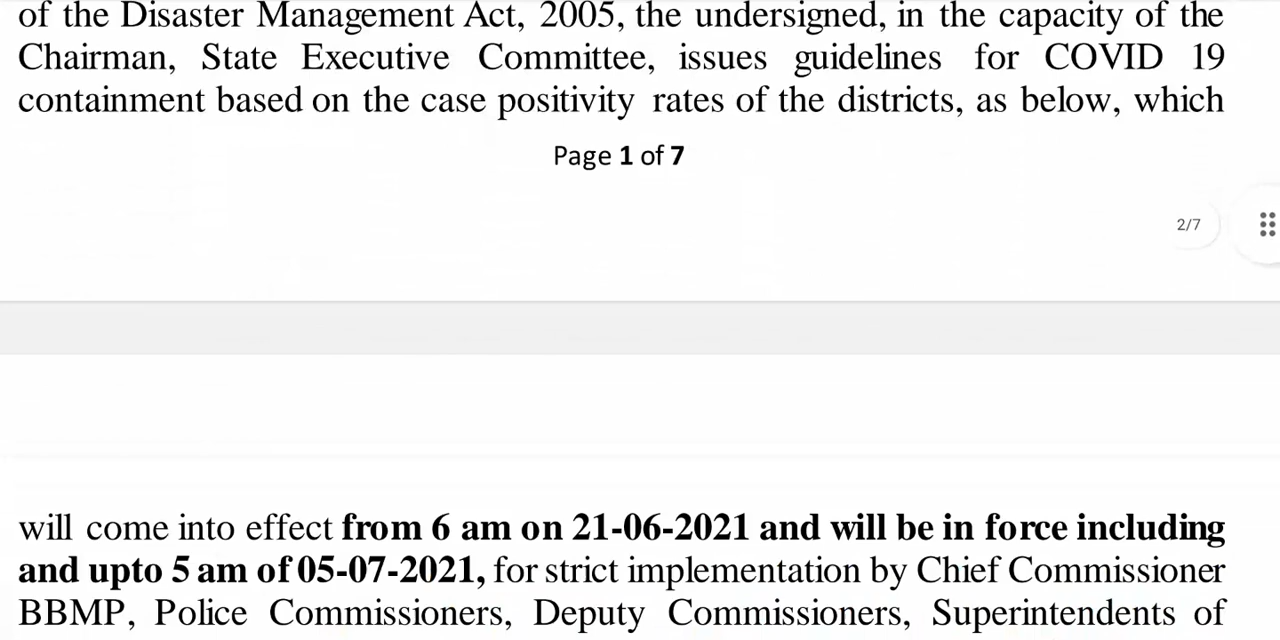 of the Disaster Management Act, 2005, the undersigned, in the capacity of the
Chairman, State Executive Committee, issues guidelines for COVID 19
containment based on the case positivity rates of the districts, as below, which
Page 1 of 7
2/7
will come into effect from 6 am on 21-06-2021 and will be in force including
and upto 5 am of 05-07-2021, for strict implementation by Chief Commissioner
BBMP, Police Commissioners, Deputy Commissioners, Superintendents of